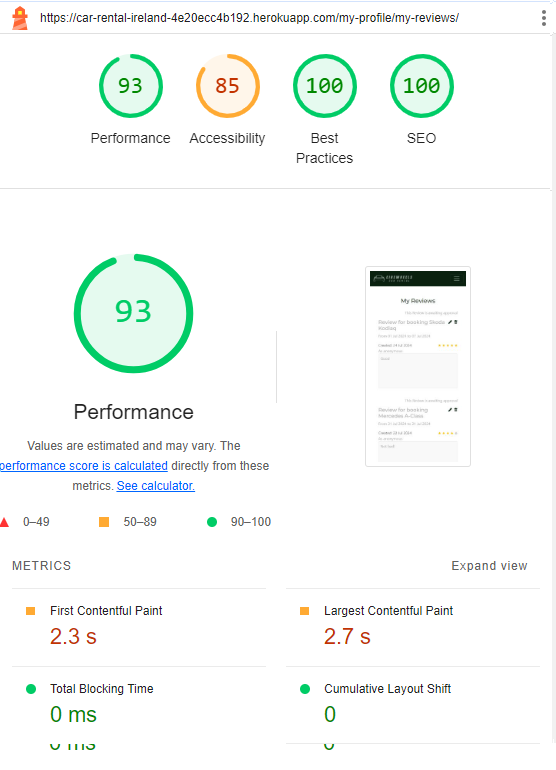 https://car-rental-ireland-4e20ecc4b192.herokuapp.com/my-profile/my-reviews/
93 85 100 100
Performance Accessibility Best Practices SEO
93
My Reviews
Review for booking Skoda Kodiaq
Review for booking Mercedes A-Class
Performance
Values are estimated and may vary. The
performance score is calculated directly from these
metrics. See calculator.
0–49 50–89 90–100
METRICS Expand view
First Contentful Paint Largest Contentful Paint
2.3 s 2.7 s
Total Blocking Time Cumulative Layout Shift
0 ms 0